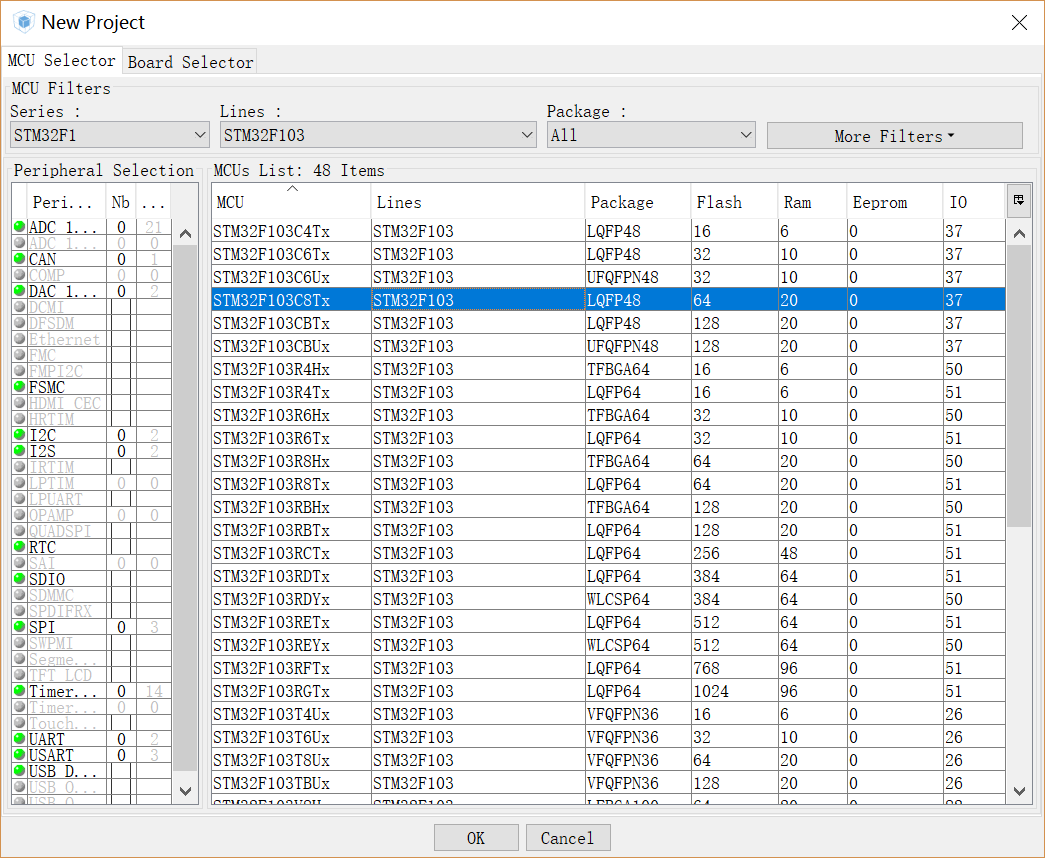 New Project
MCU Selector Board Selector
MCU Filters
Series : Lines : Package :
STM32F1 STM32F103 All More Filters
Peripheral Selection
Peri... Nb ...
ADC 1... 0 21
ADC 1... 0 0
CAN 0 1
COMP 0 0
DAC 1... 0 2
DCMI
DFSDM
Ethernet
FMC
FMPI2C
FSMC
HDMI CEC
HRTIM
I2C 0 2
I2S 0 2
IRTIM
LPTIM 0 0
LPUART
OPAMP 0 0
QUADSPI
RTC
SAI 0 0
SDIO
SDMMC
SPDIFRX
SPI 0 3
SWPMI
Segme...
TFT LCD
Timer... 0 14
Timer... 0 0
Touch...
UART 0 2
USART 0 3
USB D...
USB O...
USB O...
MCUs List: 48 Items
MCU Lines Package Flash Ram Eeprom IO
STM32F103C4Tx STM32F103 LQFP48 16 6 0 37
STM32F103C6Tx STM32F103 LQFP48 32 10 0 37
STM32F103C6Ux STM32F103 UFQFPN48 32 10 0 37
STM32F103C8Tx STM32F103 LQFP48 64 20 0 37
STM32F103CBTx STM32F103 LQFP48 128 20 0 37
STM32F103CBUx STM32F103 UFQFPN48 128 20 0 37
STM32F103R4Hx STM32F103 TFBGA64 16 6 0 50
STM32F103R4Tx STM32F103 LQFP64 16 6 0 51
STM32F103R6Hx STM32F103 TFBGA64 32 10 0 50
STM32F103R6Tx STM32F103 LQFP64 32 10 0 51
STM32F103R8Hx STM32F103 TFBGA64 64 20 0 50
STM32F103R8Tx STM32F103 LQFP64 64 20 0 51
STM32F103RBHx STM32F103 TFBGA64 128 20 0 50
STM32F103RBTx STM32F103 LQFP64 128 20 0 51
STM32F103RCTx STM32F103 LQFP64 256 48 0 51
STM32F103RDTx STM32F103 LQFP64 384 64 0 51
STM32F103RDYx STM32F103 WLCSP64 384 64 0 50
STM32F103RETx STM32F103 LQFP64 512 64 0 51
STM32F103REYx STM32F103 WLCSP64 512 64 0 50
STM32F103RFTx STM32F103 LQFP64 768 96 0 51
STM32F103RGTx STM32F103 LQFP64 1024 96 0 51
STM32F103T4Ux STM32F103 VFQFPN36 16 6 0 26
STM32F103T6Ux STM32F103 VFQFPN36 32 10 0 26
STM32F103T8Ux STM32F103 VFQFPN36 64 20 0 26
STM32F103TBUx STM32F103 VFQFPN36 128 20 0 26
OK Cancel